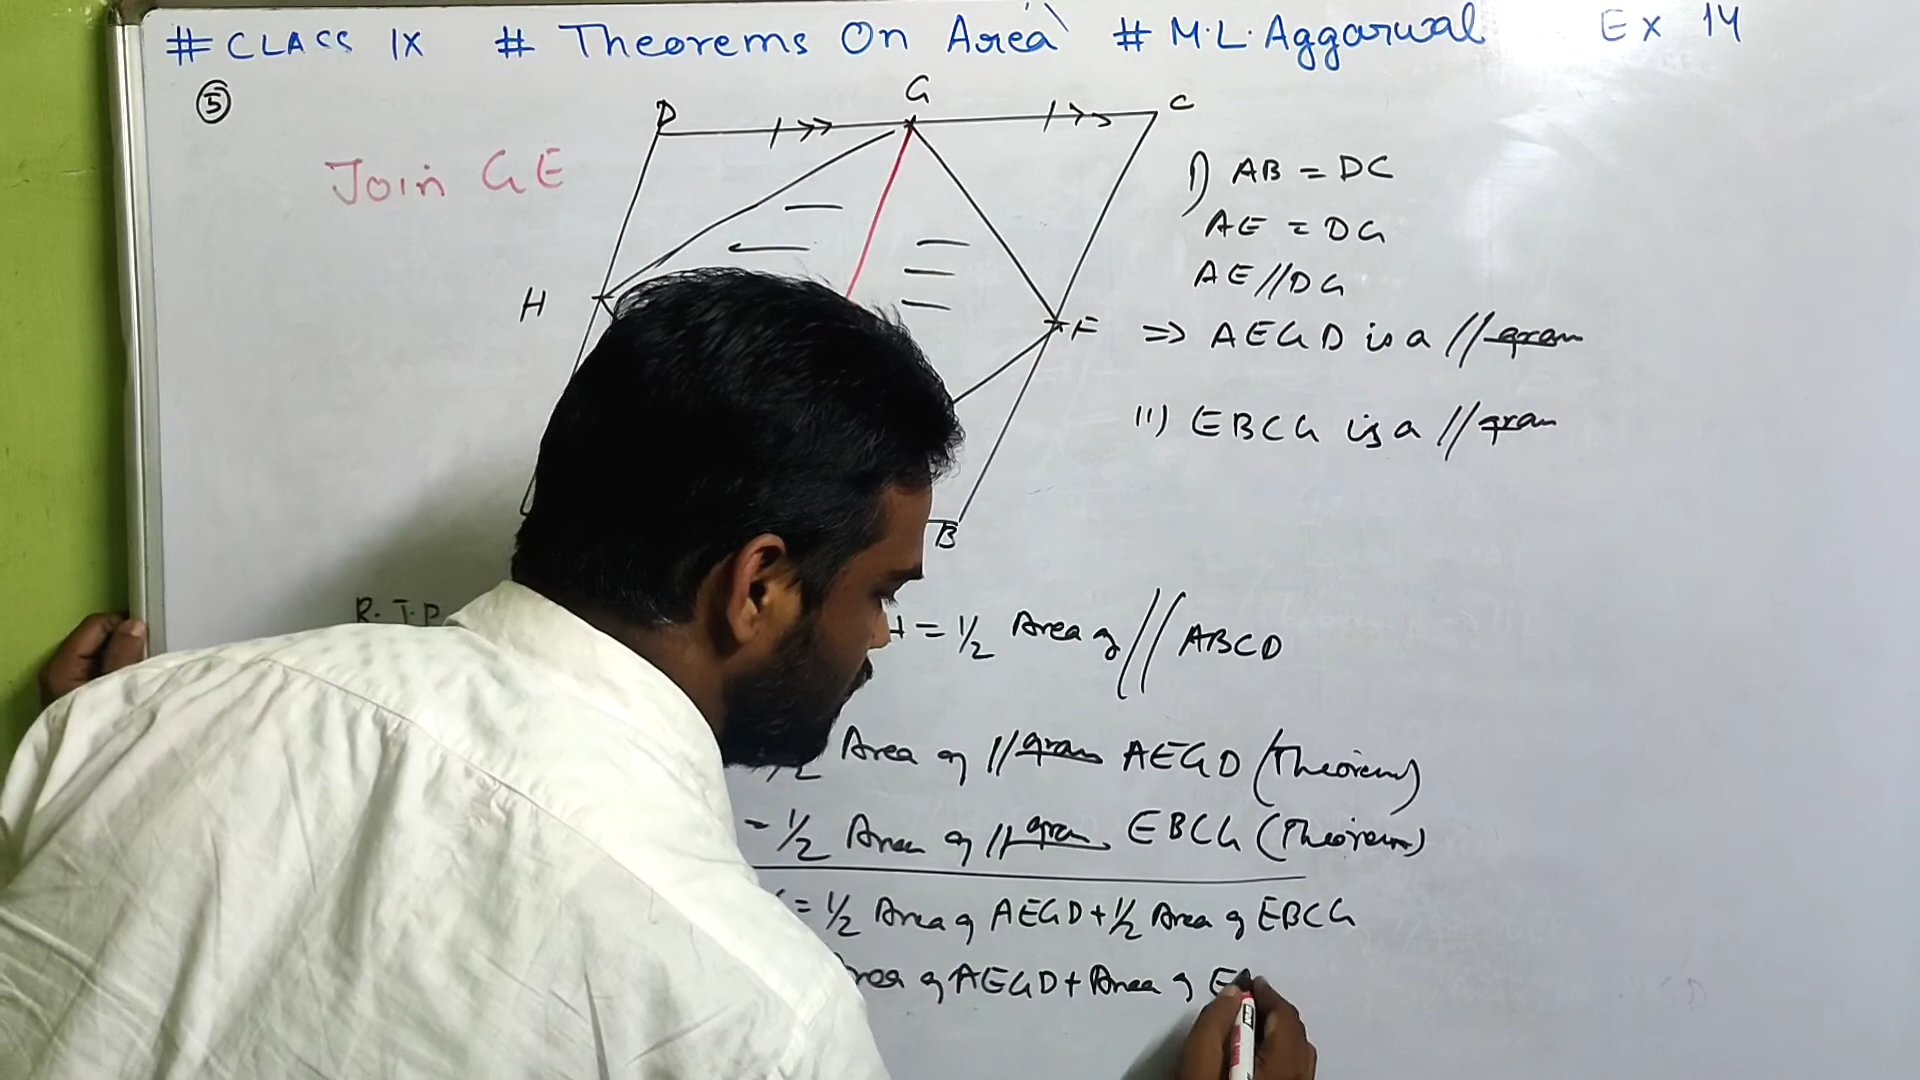 # CLASS IX # Theorems On Area # M.L. Aggarwal Ex 14
5
D G C
Join GE
H F
B
i) AB = DC
AE = DG
AE // DG
=> AEGD is a // gram
ii) EBCG is a // gram
R.T.P.
H = 1/2 Area of // ABCD
1/2 Area of // gram AEGD (Theorem)
= 1/2 Area of // gram EBCG (Theorem)
= 1/2 Area of AEGD + 1/2 Area of EBCG
Area of AEGD + Area of E